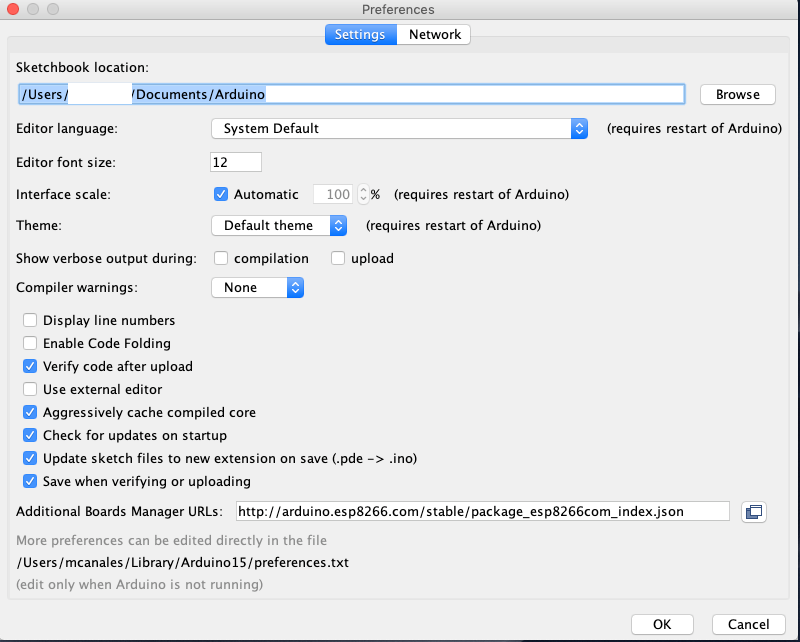 Preferences
Settings Network
Sketchbook location:
/Users/ /Documents/Arduino Browse
Editor language: System Default (requires restart of Arduino)
Editor font size: 12
Interface scale: Automatic 100 % (requires restart of Arduino)
Theme: Default theme (requires restart of Arduino)
Show verbose output during: compilation upload
Compiler warnings: None
Display line numbers
Enable Code Folding
Verify code after upload
Use external editor
Aggressively cache compiled core
Check for updates on startup
Update sketch files to new extension on save (.pde -> .ino)
Save when verifying or uploading
Additional Boards Manager URLs: http://arduino.esp8266.com/stable/package_esp8266com_index.json
More preferences can be edited directly in the file
/Users/mcanales/Library/Arduino15/preferences.txt
(edit only when Arduino is not running)
OK Cancel